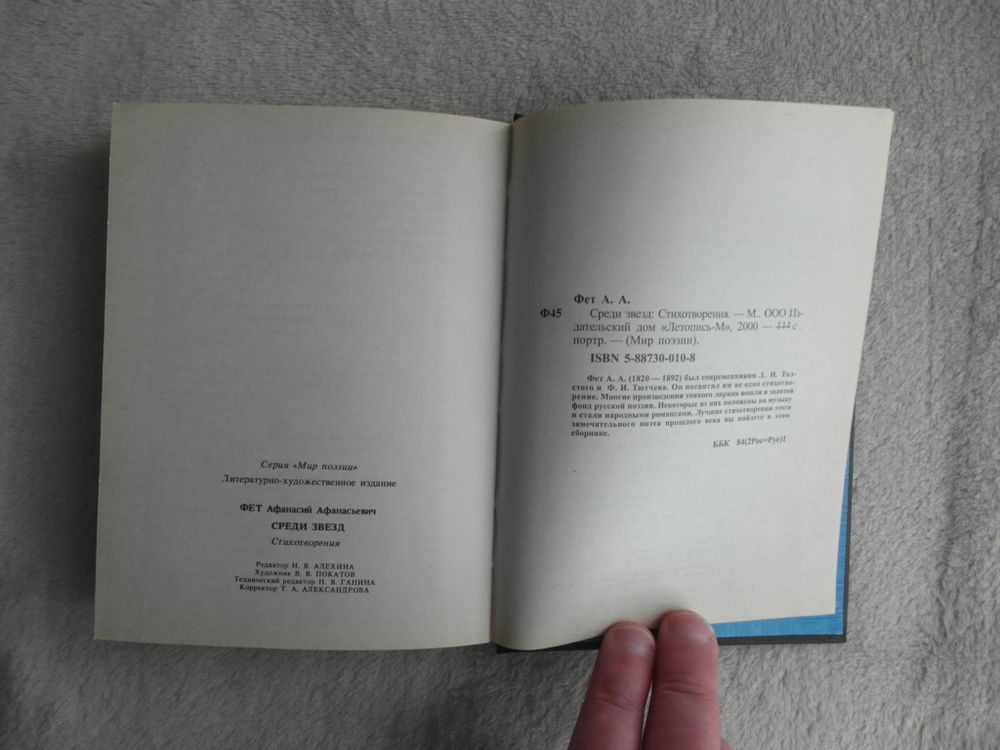 Серия «Мир поэзии»
Литературно-художественное издание
ФЕТ Афанасий Афанасьевич
СРЕДИ ЗВЕЗД
Стихотворения
Редактор Н. В. АЛЕХИНА
Художник В. В. ПОКАТОВ
Технический редактор Н. В. ГАНИНА
Корректор Т. А. АЛЕКСАНДРОВА
Фет А. А.
Ф45 Среди звезд: Стихотворения. — М.. ООО Из-
дательский дом «Летопись-М», 2000 — с.
портр. — (Мир поэзии).
ISBN 5-88730-010-8
Фет А. А. (1820 — 1892) был современником Л. Н. Тол-
стого и Ф. И. Тютчева. Он посвятил им не одно стихотво-
рение. Многие произведения тонкого лирика вошли в золотой
фонд русской поэзии. Некоторые из них положены на музыку
и стали народными романсами. Лучшие стихотворения этого
замечательного поэта прошлого века вы найдете в этом
сборнике.
ББК 84(2Рос=Рус)1